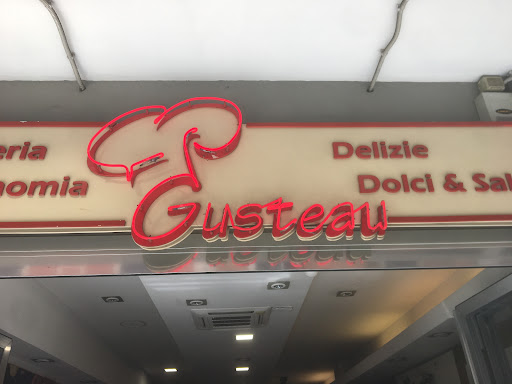 eria
nomia
Gusteau
Delizie
Dolci & Sal